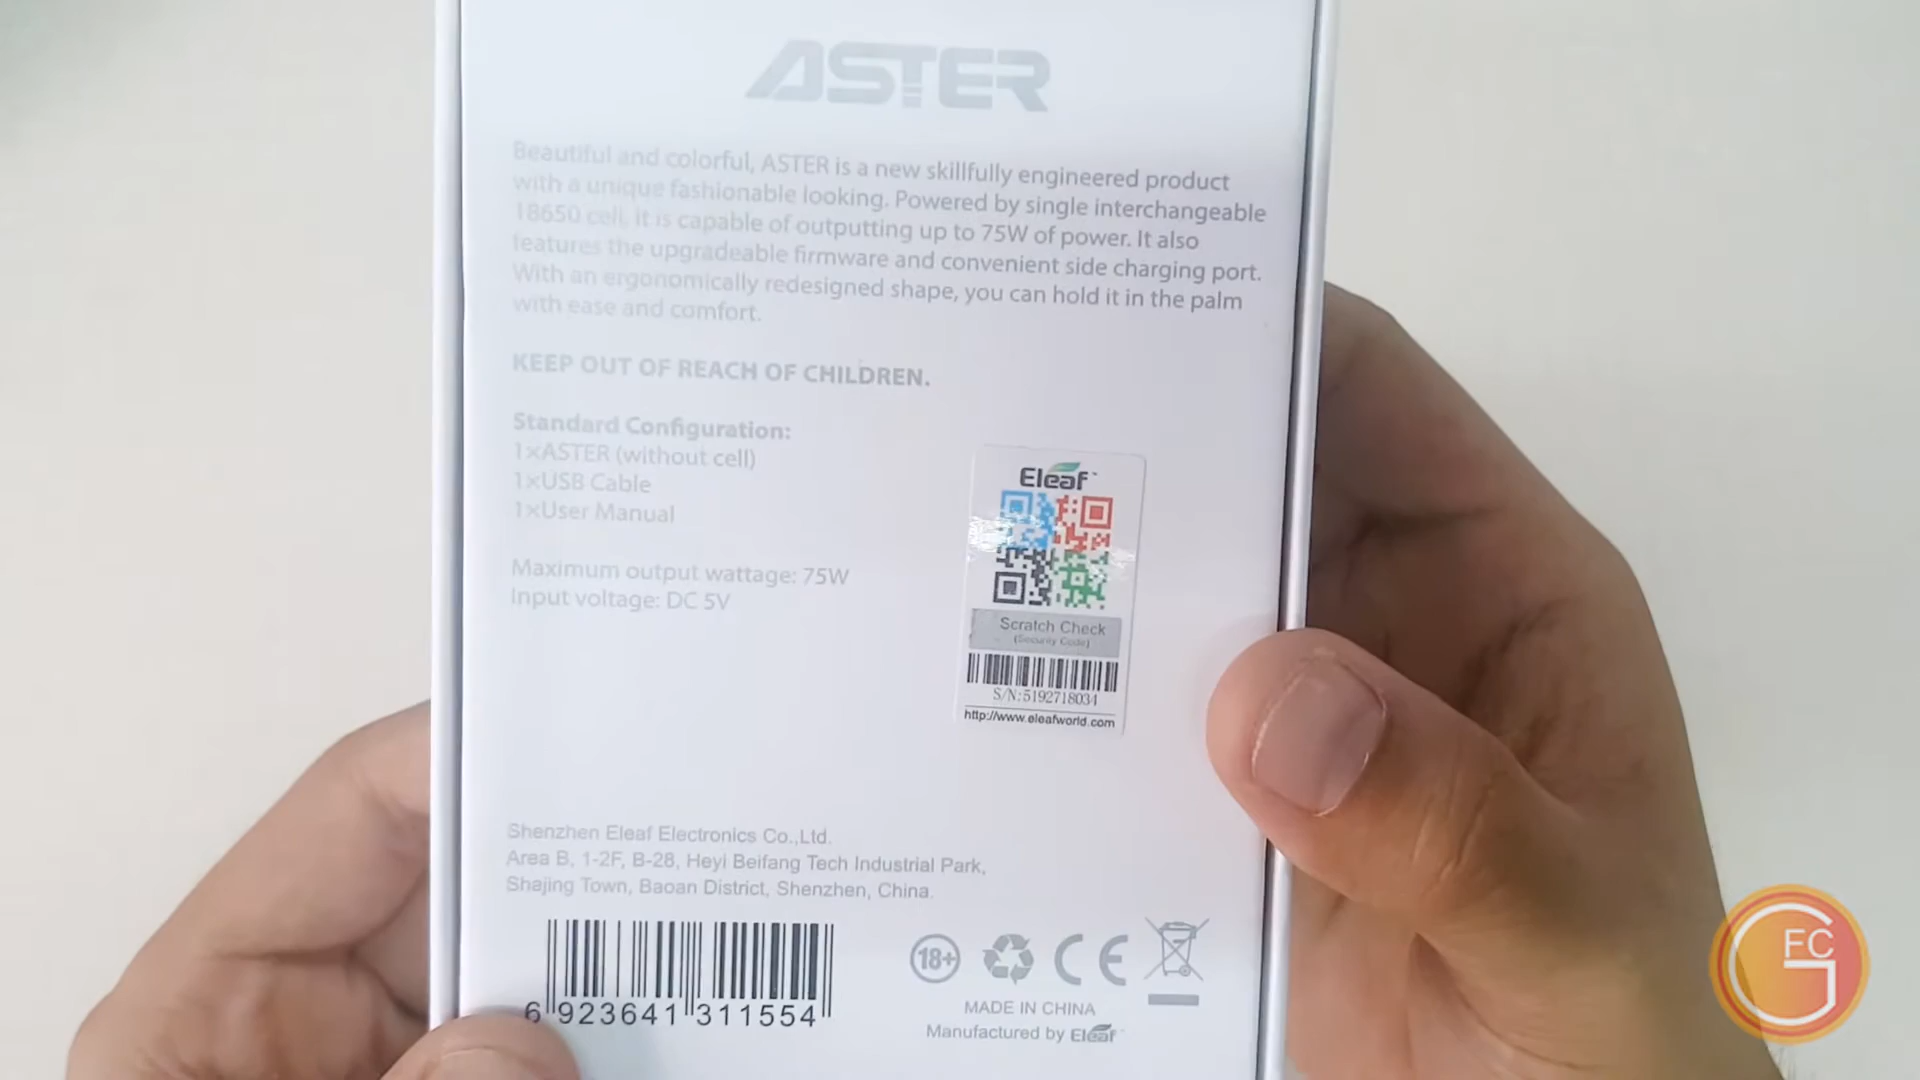 ASTER
Beautiful and colorful, ASTER is a new skillfully engineered product
with a unique fashionable looking. Powered by single interchangeable
18650 cell, it is capable of outputting up to 75W of power. It also
features the upgradeable firmware and convenient side charging port.
With an ergonomically redesigned shape, you can hold it in the palm
with ease and comfort.
KEEP OUT OF REACH OF CHILDREN.
Standard Configuration:
1×ASTER (without cell)
1×USB Cable
1×User Manual
Maximum output wattage: 75W
Input voltage: DC 5V
Eleaf™
Scratch Check
(Security Code)
S/N:5192718034
http://www.eleafworld.com
Shenzhen Eleaf Electronics Co.,Ltd.
Area B, 1-2F, B-28, Heyi Beifang Tech Industrial Park,
Shajing Town, Baoan District, Shenzhen, China.
6 923641 311554
18+
CE
MADE IN CHINA
Manufactured by Eleaf
GFC